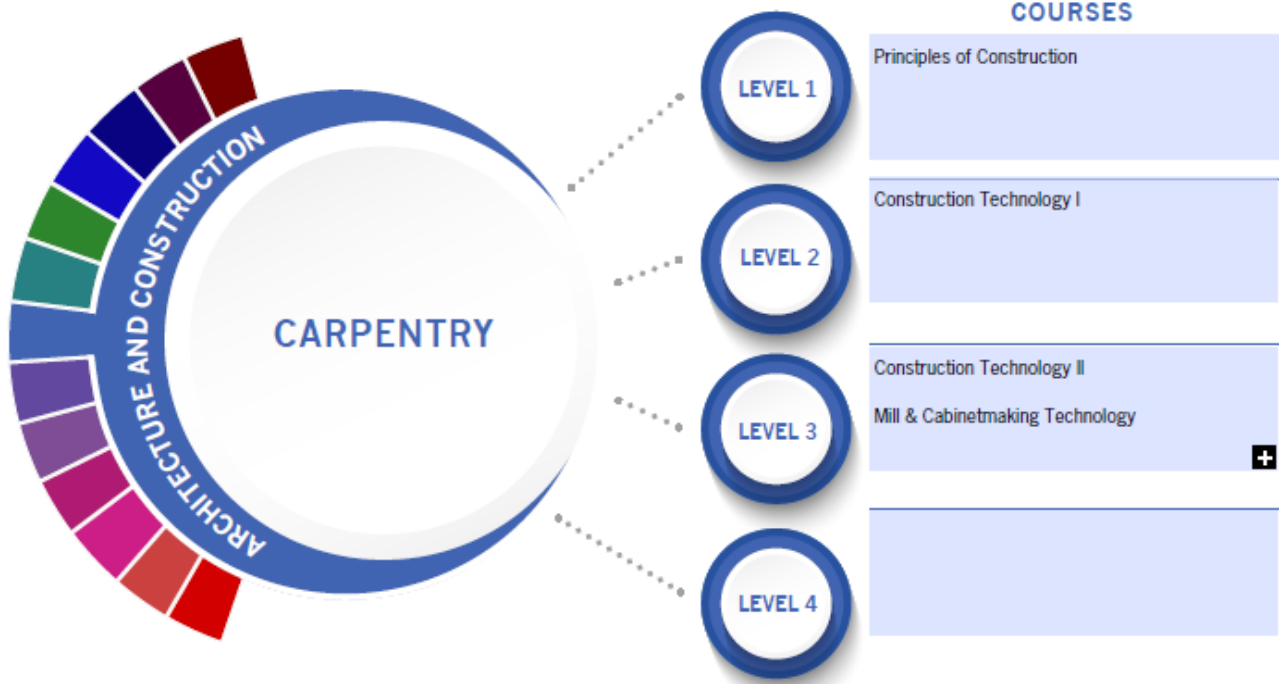 COURSES
ARCHITECTURE AND CONSTRUCTION
CARPENTRY
LEVEL 1
Principles of Construction
LEVEL 2
Construction Technology I
LEVEL 3
Construction Technology II
Mill & Cabinetmaking Technology
LEVEL 4